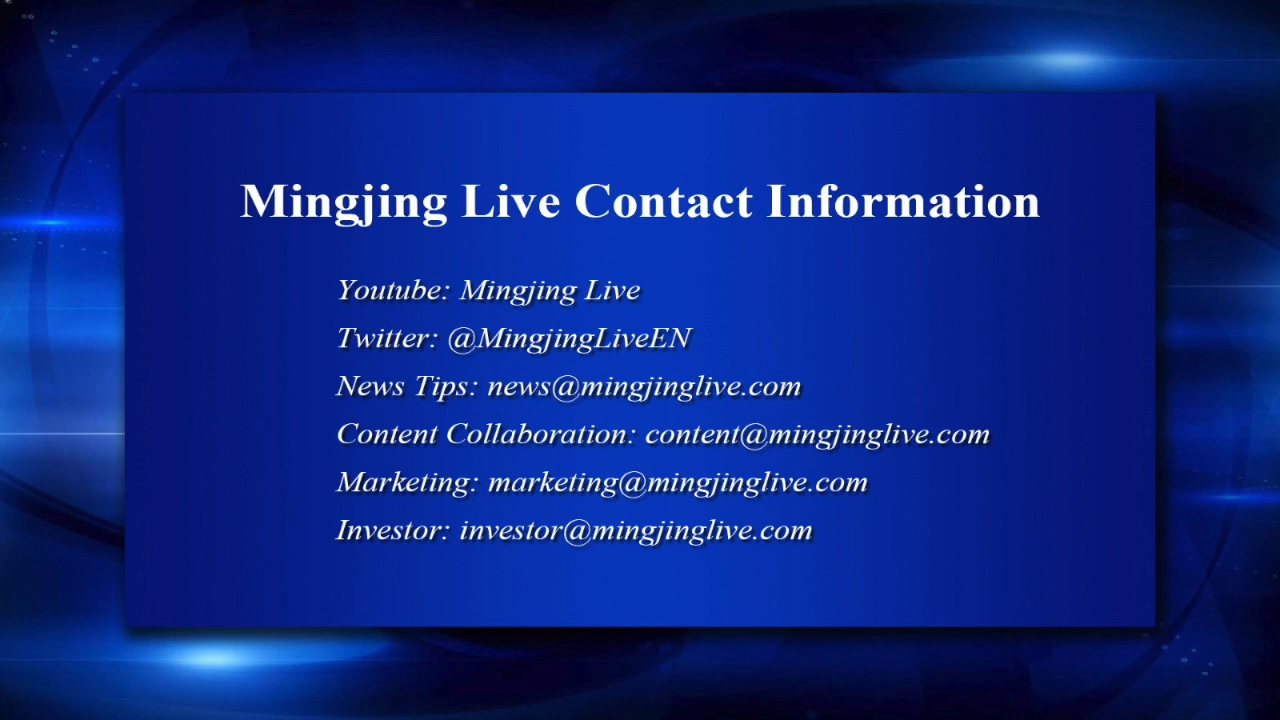 Mingjing Live Contact Information
Youtube: Mingjing Live
Twitter: @MingjingLiveEN
News Tips: news@mingjinglive.com
Content Collaboration: content@mingjinglive.com
Marketing: marketing@mingjinglive.com
Investor: investor@mingjinglive.com